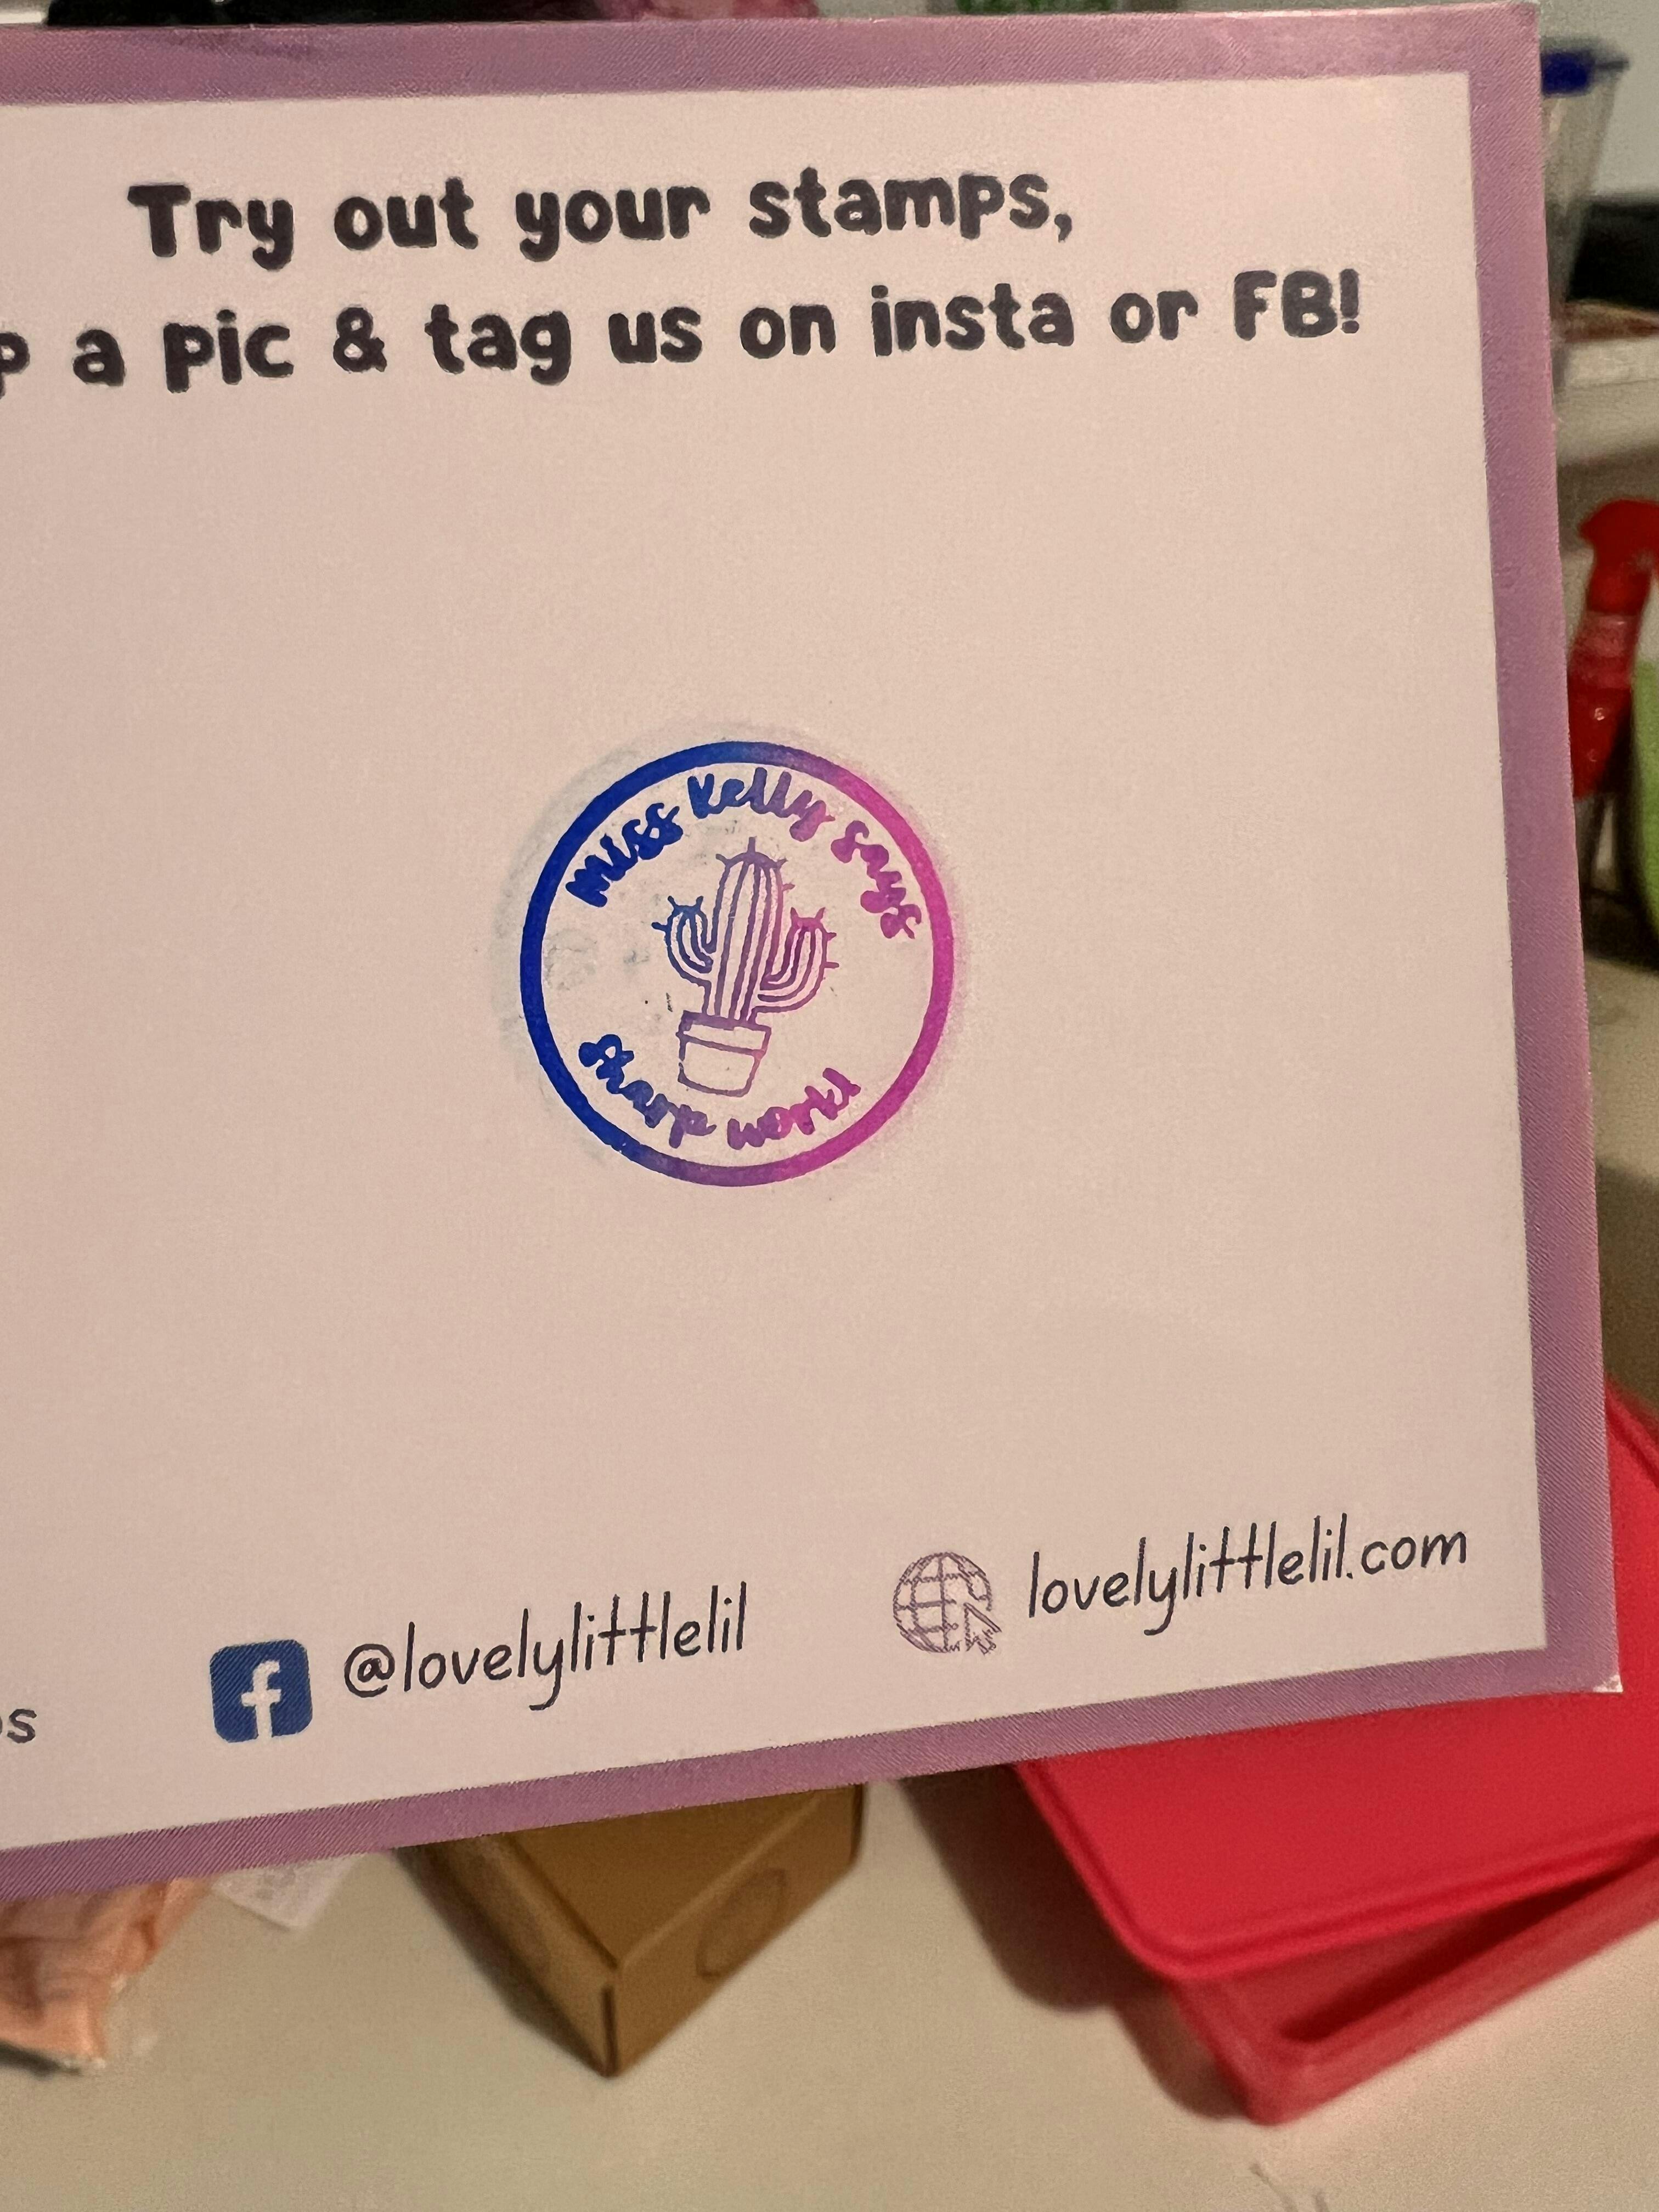 Try out your stamps,
p a pic & tag us on insta or FB!
Miss Kelly says
Sharp work!
@lovelylittlelil
lovelylittlelil.com
os